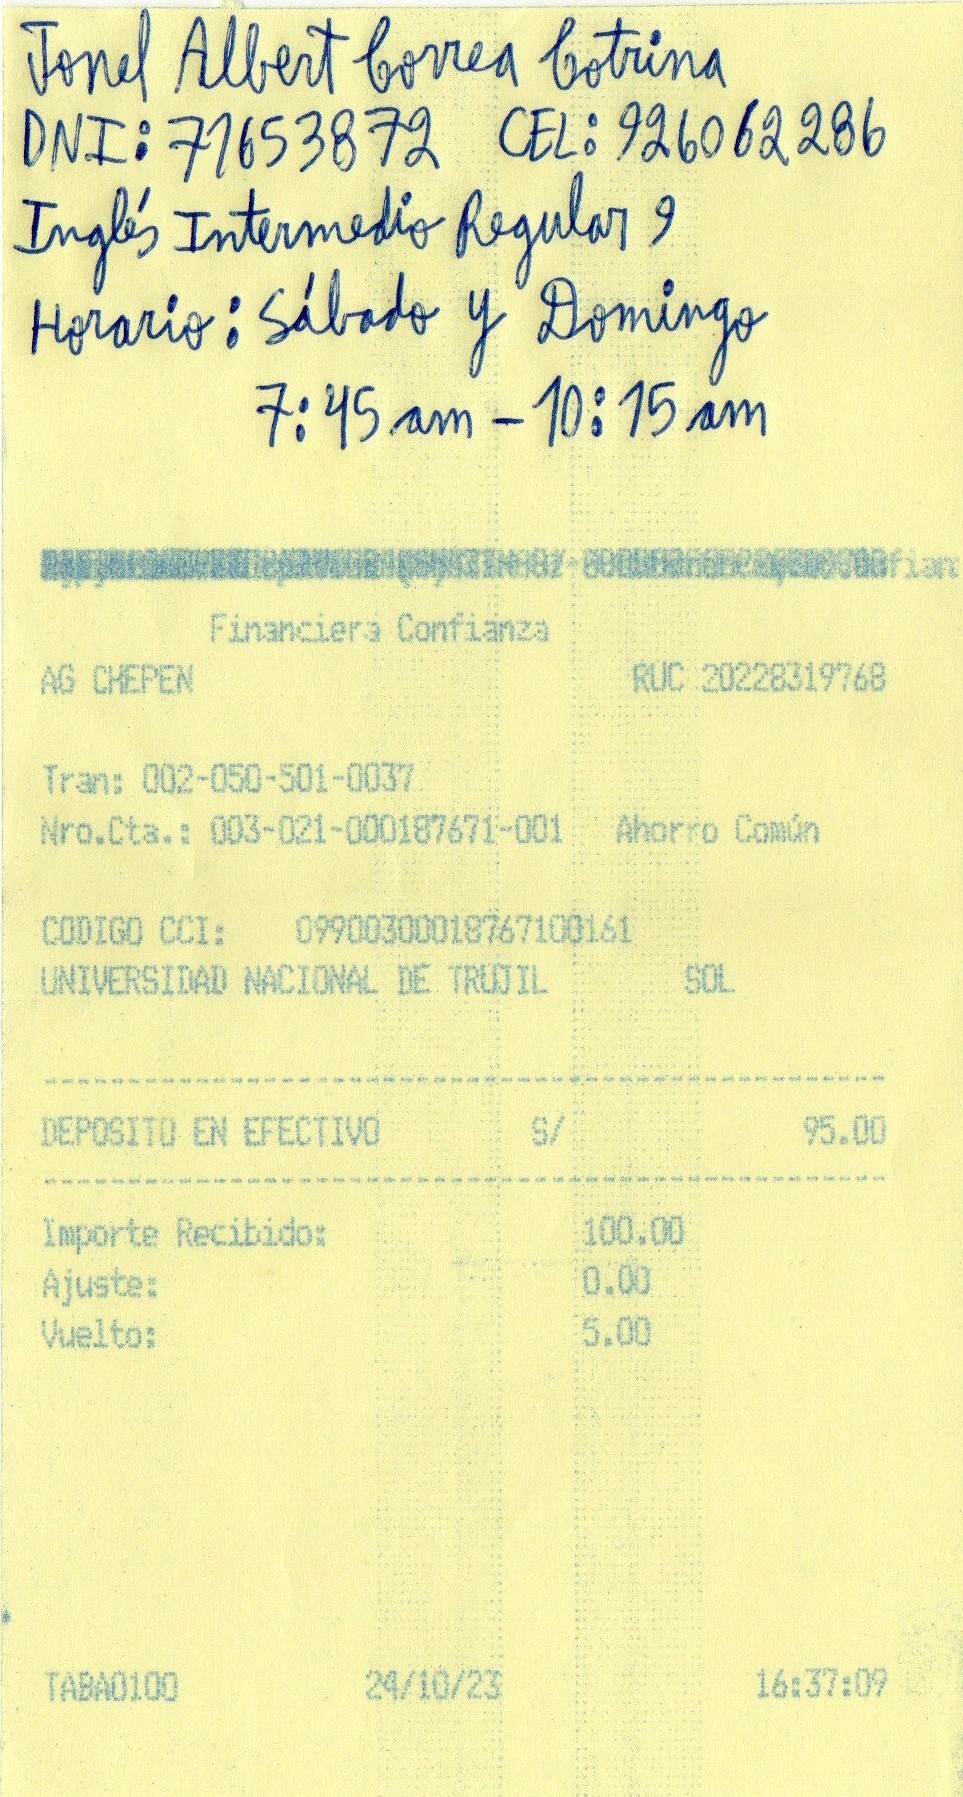 Jonel Albert Correa Cotrina
DNI: 71653872 CEL: 926062286
Inglés Intermedio Regular 9
Horario: Sábado y Domingo
7:45 am - 10:15 am
Financiera Confianza
AG CHEPEN RUC 20228319768
Tran: 002-050-501-0037
Nro.Cta.: 003-021-000187671-001 Ahorro Común
CODIGO CCI: 09900300018767100161
UNIVERSIDAD NACIONAL DE TRUJIL SOL
DEPOSITO EN EFECTIVO S/ 95.00
Importe Recibido: 100.00
Ajuste: 0.00
Vuelto: 5.00
TABA0100 24/10/23 16:37:09